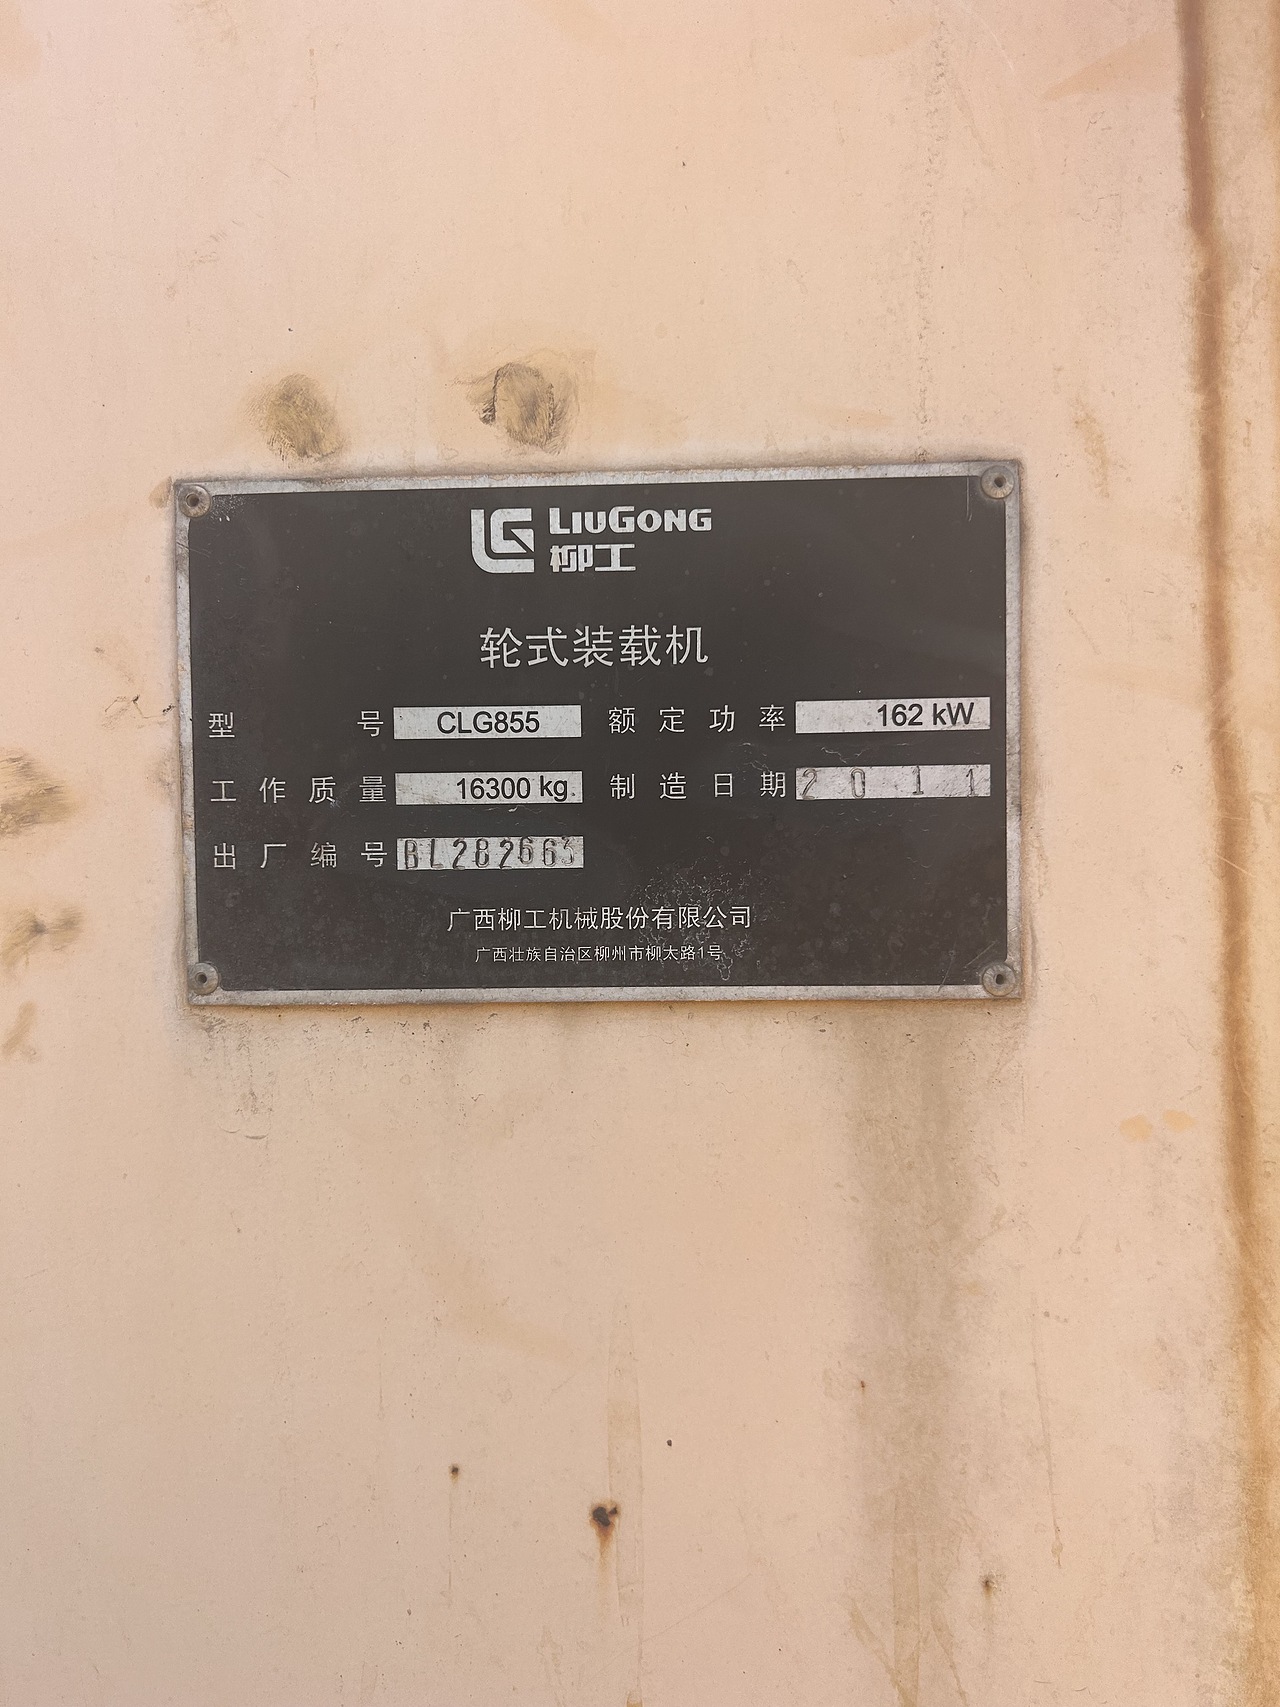 LIUGONG
柳工
轮式装载机
型号 CLG855 额定功率 162 kW
工作质量 16300 kg 制造日期 2011
出厂编号 BL282663
广西柳工机械股份有限公司
广西壮族自治区柳州市柳太路1号